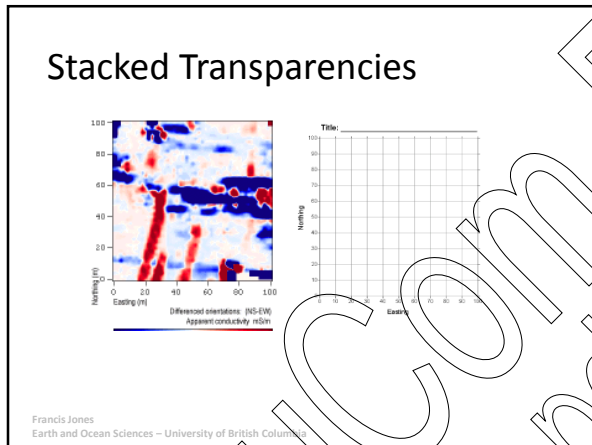 Stacked Transparencies
100
80
60
40
20
0
Northing (m)
0 20 40 60 80 100
Easting (m)
Differenced orientations: (NS-EW)
Apparent conductivity mS/m
Title:
100
90
80
70
60
50
40
30
20
10
0
Northing
0 10 20 30 40 50 60 70 80 90 100
Easting
Francis Jones
Earth and Ocean Sciences – University of British Columbia
Com